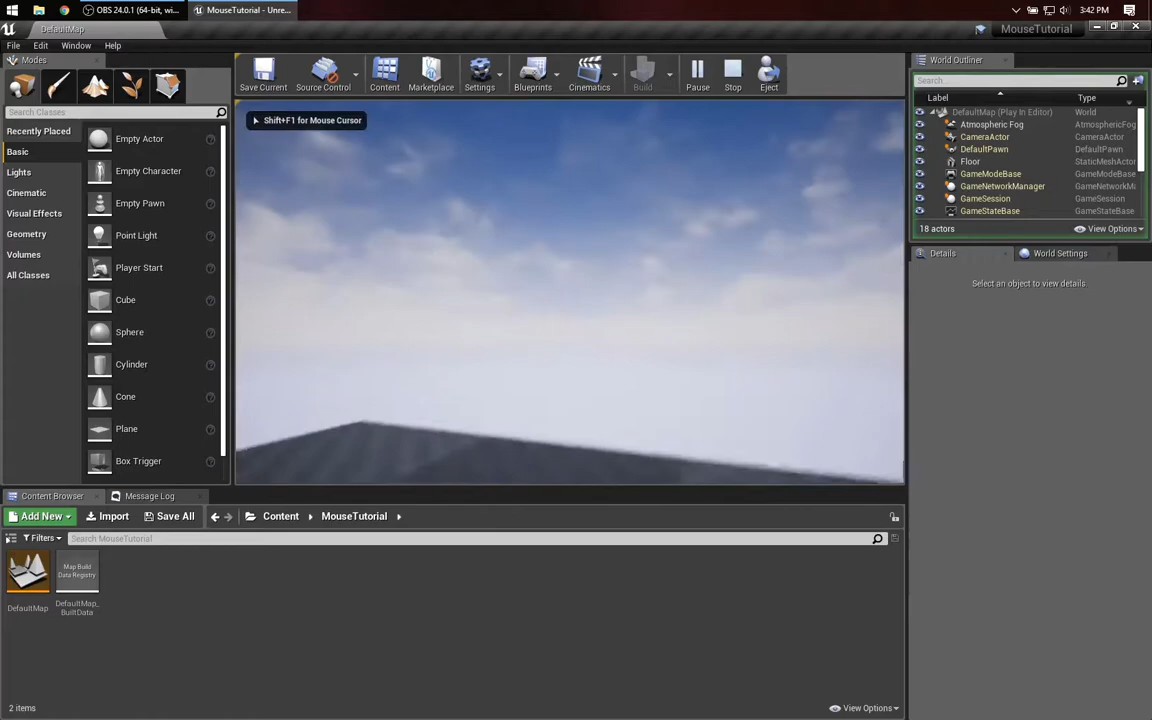 OBS 24.0.1 (64-bit, wi...
MouseTutorial - Unre...
3:42 PM
DefaultMap
MouseTutorial
File Edit Window Help
Modes
Search Classes
Recently Placed
Basic
Lights
Cinematic
Visual Effects
Geometry
Volumes
All Classes
Empty Actor
Empty Character
Empty Pawn
Point Light
Player Start
Cube
Sphere
Cylinder
Cone
Plane
Box Trigger
Save Current
Source Control
Content
Marketplace
Settings
Blueprints
Cinematics
Build
Pause
Stop
Eject
Shift+F1 for Mouse Cursor
World Outliner
Search...
Label Type
DefaultMap (Play In Editor) World
Atmospheric Fog AtmosphericFog
CameraActor CameraActor
DefaultPawn DefaultPawn
Floor StaticMeshActor
GameModeBase GameModeBase
GameNetworkManager GameNetworkMa
GameSession GameSession
GameStateBase GameStateBase
18 actors
View Options
Details
World Settings
Select an object to view details.
Content Browser
Message Log
Add New
Import
Save All
Content
MouseTutorial
Filters
Search MouseTutorial
Map Build
Data Registry
DefaultMap
DefaultMap_
BuiltData
2 items
View Options